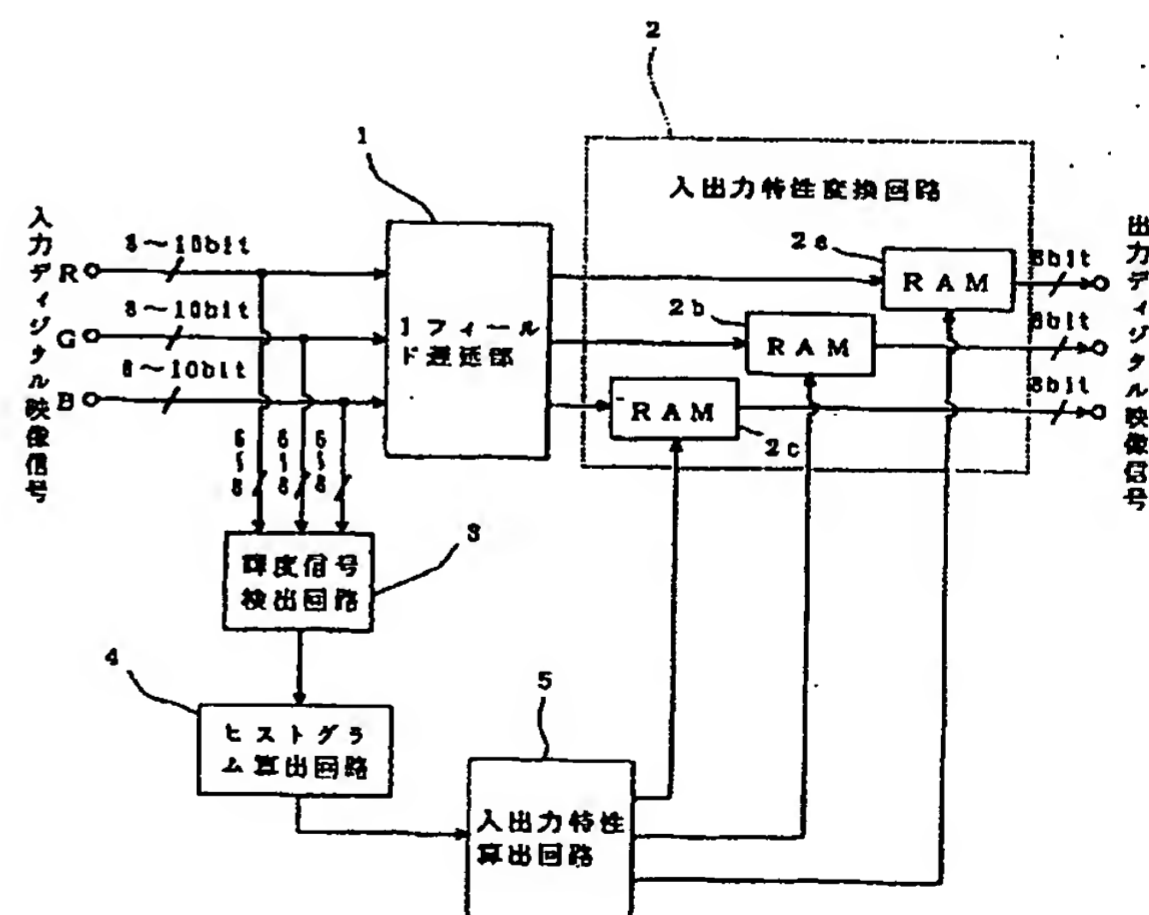 2
1
入出力特性変換回路
入力ディジタル映像信号
出力ディジタル映像信号
R
8～10bit
G
8～10bit
B
8～10bit
1フィール
ド遅延部
2a
RAM
8bit
2b
RAM
8bit
RAM
2c
8bit
6～8
6～8
6～8
輝度信号
検出回路
3
4
ヒストグラ
ム算出回路
5
入出力特性
算出回路